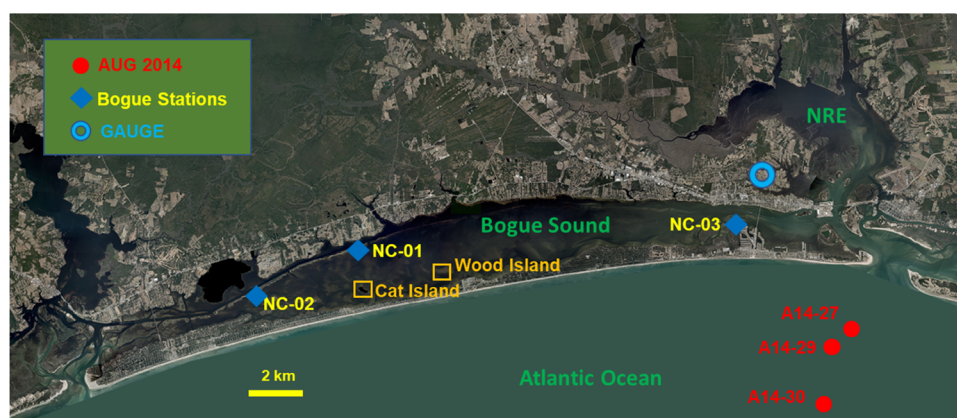 AUG 2014
Bogue Stations
GAUGE
NRE
Bogue Sound
NC-03
NC-01
Wood Island
Cat Island
NC-02
A14-27
A14-29
2 km
Atlantic Ocean
A14-30